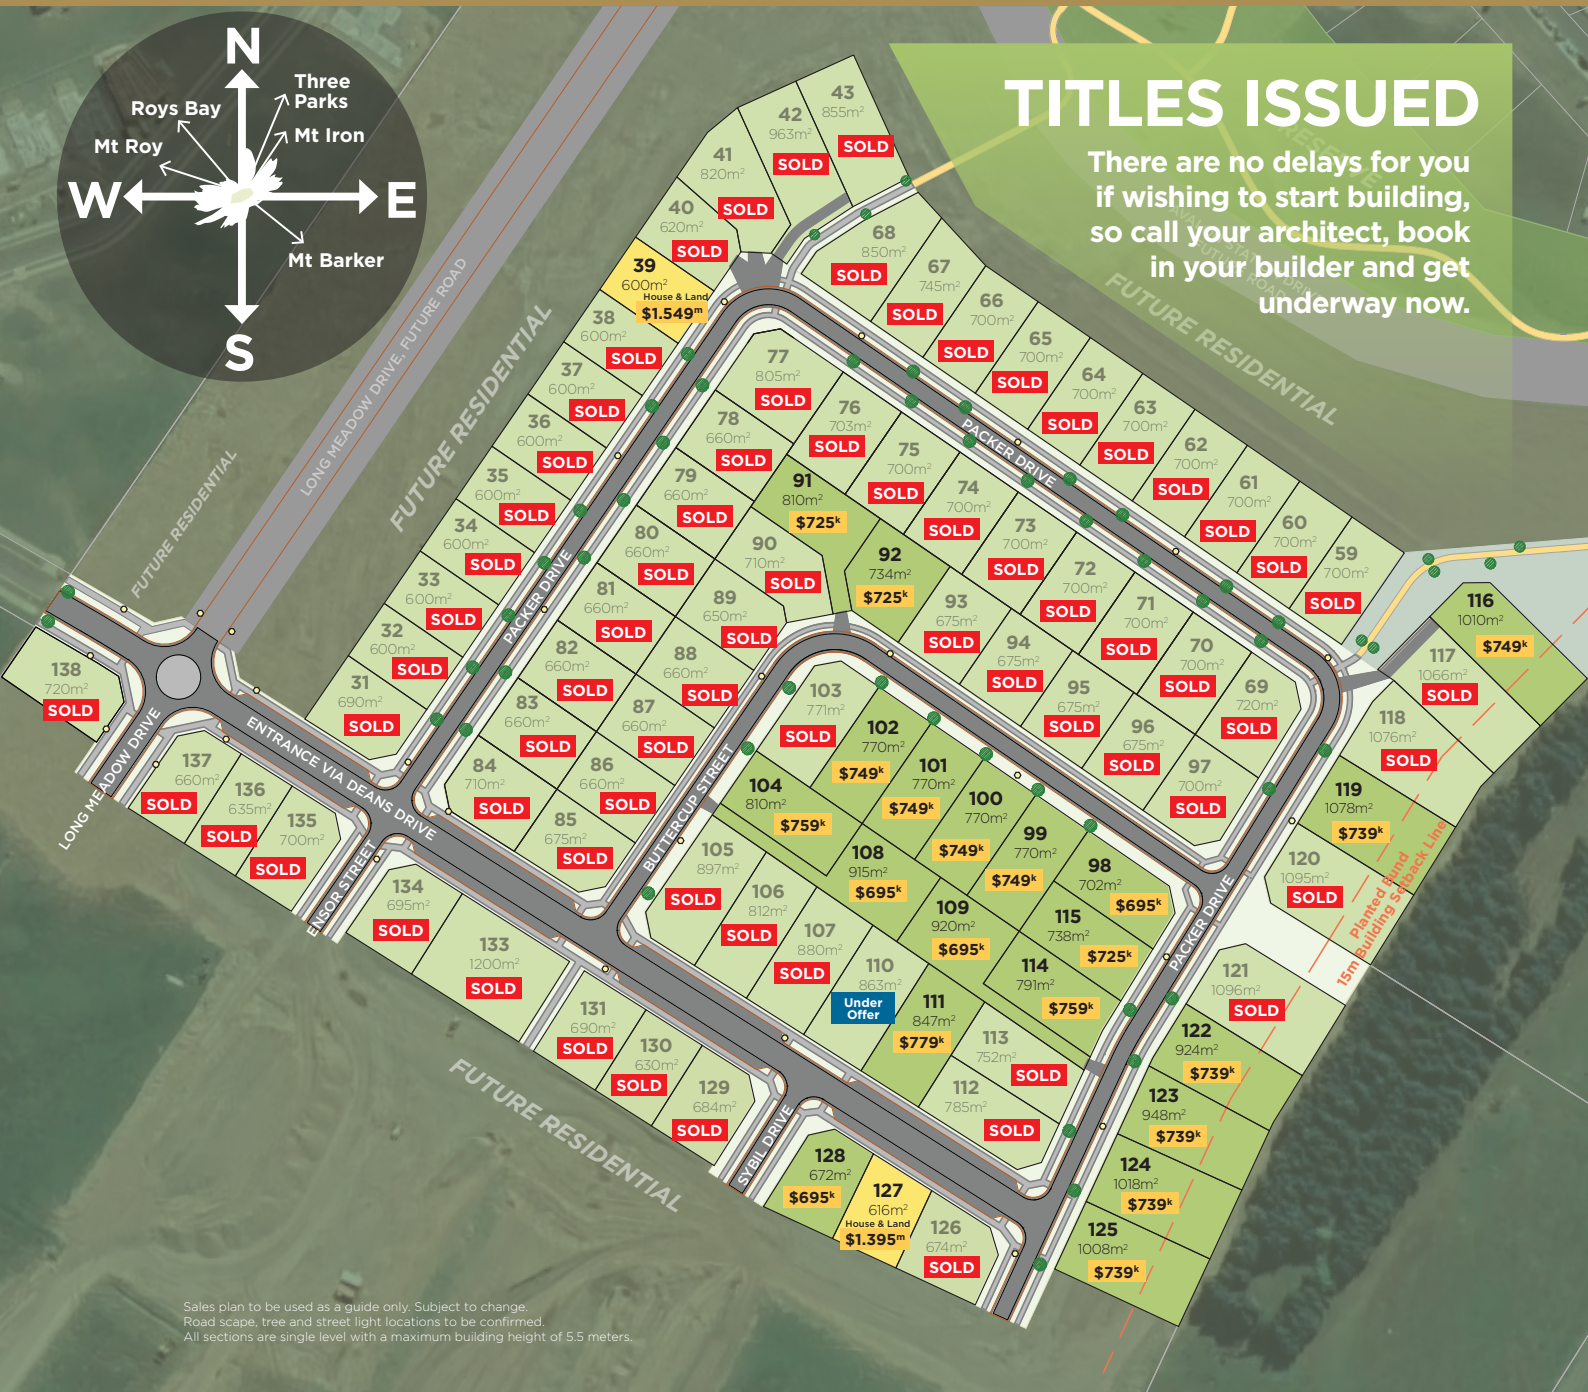 N
Three
Parks
Roys Bay
Mt Iron
Mt Roy
W
E
Mt Barker
S
TITLES ISSUED
There are no delays for you
if wishing to start building,
so call your architect, book
in your builder and get
underway now.
FUTURE RESIDENTIAL
LONG MEADOW DRIVE, FUTURE ROAD
FUTURE RESIDENTIAL
FUTURE RESIDENTIAL
43
855m²
SOLD
42
963m²
SOLD
41
820m²
SOLD
40
620m²
SOLD
39
600m²
House & Land
$1.549ᵐ
38
600m²
SOLD
37
600m²
SOLD
36
600m²
SOLD
35
600m²
SOLD
34
600m²
SOLD
33
600m²
SOLD
32
600m²
SOLD
31
690m²
SOLD
68
850m²
SOLD
67
745m²
SOLD
66
700m²
SOLD
65
700m²
SOLD
64
700m²
SOLD
63
700m²
SOLD
62
700m²
SOLD
61
700m²
SOLD
60
700m²
SOLD
59
700m²
SOLD
PACKER DRIVE
PACKER DRIVE
77
805m²
SOLD
76
703m²
SOLD
75
700m²
SOLD
74
700m²
SOLD
73
700m²
SOLD
72
700m²
SOLD
71
700m²
SOLD
70
700m²
SOLD
69
720m²
SOLD
78
660m²
SOLD
79
660m²
SOLD
80
660m²
SOLD
81
660m²
SOLD
82
660m²
SOLD
83
660m²
SOLD
84
710m²
SOLD
85
675m²
SOLD
86
660m²
SOLD
87
660m²
SOLD
88
660m²
SOLD
89
650m²
SOLD
90
710m²
SOLD
91
810m²
$725ᵏ
92
734m²
$725ᵏ
93
675m²
SOLD
94
675m²
SOLD
95
675m²
SOLD
96
675m²
SOLD
97
700m²
SOLD
116
1010m²
$749ᵏ
117
1066m²
SOLD
118
1076m²
SOLD
119
1078m²
$739ᵏ
120
1095m²
SOLD
Planted Bund
15m Building Setback Line
121
1096m²
SOLD
122
924m²
$739ᵏ
123
948m²
$739ᵏ
124
1018m²
$739ᵏ
125
1008m²
$739ᵏ
PACKER DRIVE
BUTTERCUP STREET
103
771m²
SOLD
102
770m²
$749ᵏ
101
770m²
$749ᵏ
100
770m²
$749ᵏ
99
770m²
$749ᵏ
98
702m²
$695ᵏ
104
810m²
$759ᵏ
105
897m²
SOLD
106
812m²
SOLD
107
880m²
SOLD
108
915m²
$695ᵏ
109
920m²
$695ᵏ
110
863m²
Under
Offer
111
847m²
$779ᵏ
115
738m²
$725ᵏ
114
791m²
$759ᵏ
113
752m²
SOLD
112
785m²
SOLD
138
720m²
SOLD
LONG MEADOW DRIVE
ENTRANCE VIA DEANS DRIVE
137
660m²
SOLD
136
635m²
SOLD
135
700m²
SOLD
ENSOR STREET
134
695m²
SOLD
133
1200m²
SOLD
131
690m²
SOLD
130
630m²
SOLD
129
684m²
SOLD
SYBIL DRIVE
128
672m²
$695ᵏ
127
616m²
House & Land
$1.395ᵐ
126
674m²
SOLD
FUTURE RESIDENTIAL
Sales plan to be used as a guide only. Subject to change.
Road scape, tree and street light locations to be confirmed.
All sections are single level with a maximum building height of 5.5 meters.